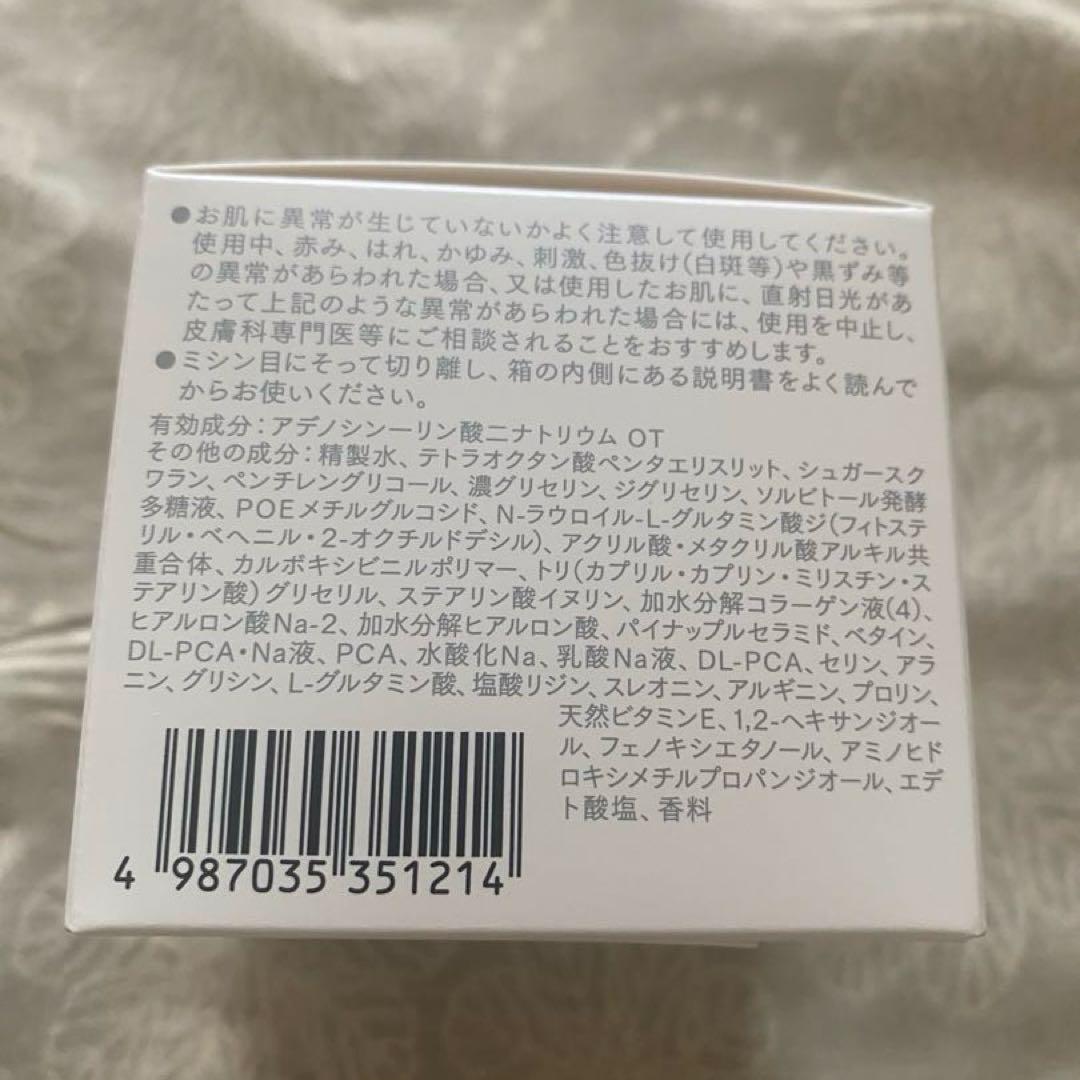 ●お肌に異常が生じていないかよく注意して使用してください。
使用中、赤み、はれ、かゆみ、刺激、色抜け(白斑等)や黒ずみ等
の異常があらわれた場合、又は使用したお肌に、直射日光があ
たって上記のような異常があらわれた場合には、使用を中止し、
皮膚科専門医等にご相談されることをおすすめします。
●ミシン目にそって切り離し、箱の内側にある説明書をよく読んで
からお使いください。
有効成分：アデノシン一リン酸二ナトリウム OT
その他の成分：精製水、テトラオクタン酸ペンタエリスリット、シュガースク
ワラン、ペンチレングリコール、濃グリセリン、ジグリセリン、ソルビトール発酵
多糖液、POEメチルグルコシド、N-ラウロイル-L-グルタミン酸ジ(フィトステ
リル・ベヘニル・2-オクチルドデシル)、アクリル酸・メタクリル酸アルキル共
重合体、カルボキシビニルポリマー、トリ(カプリル・カプリン・ミリスチン・ス
テアリン酸)グリセリル、ステアリン酸イヌリン、加水分解コラーゲン液(4)、
ヒアルロン酸Na-2、加水分解ヒアルロン酸、パイナップルセラミド、ベタイン、
DL-PCA・Na液、PCA、水酸化Na、乳酸Na液、DL-PCA、セリン、アラ
ニン、グリシン、L-グルタミン酸、塩酸リジン、スレオニン、アルギニン、プロリン、
天然ビタミンE、1,2-ヘキサンジオー
ル、フェノキシエタノール、アミノヒド
ロキシメチルプロパンジオール、エデ
ト酸塩、香料
4 987035 351214